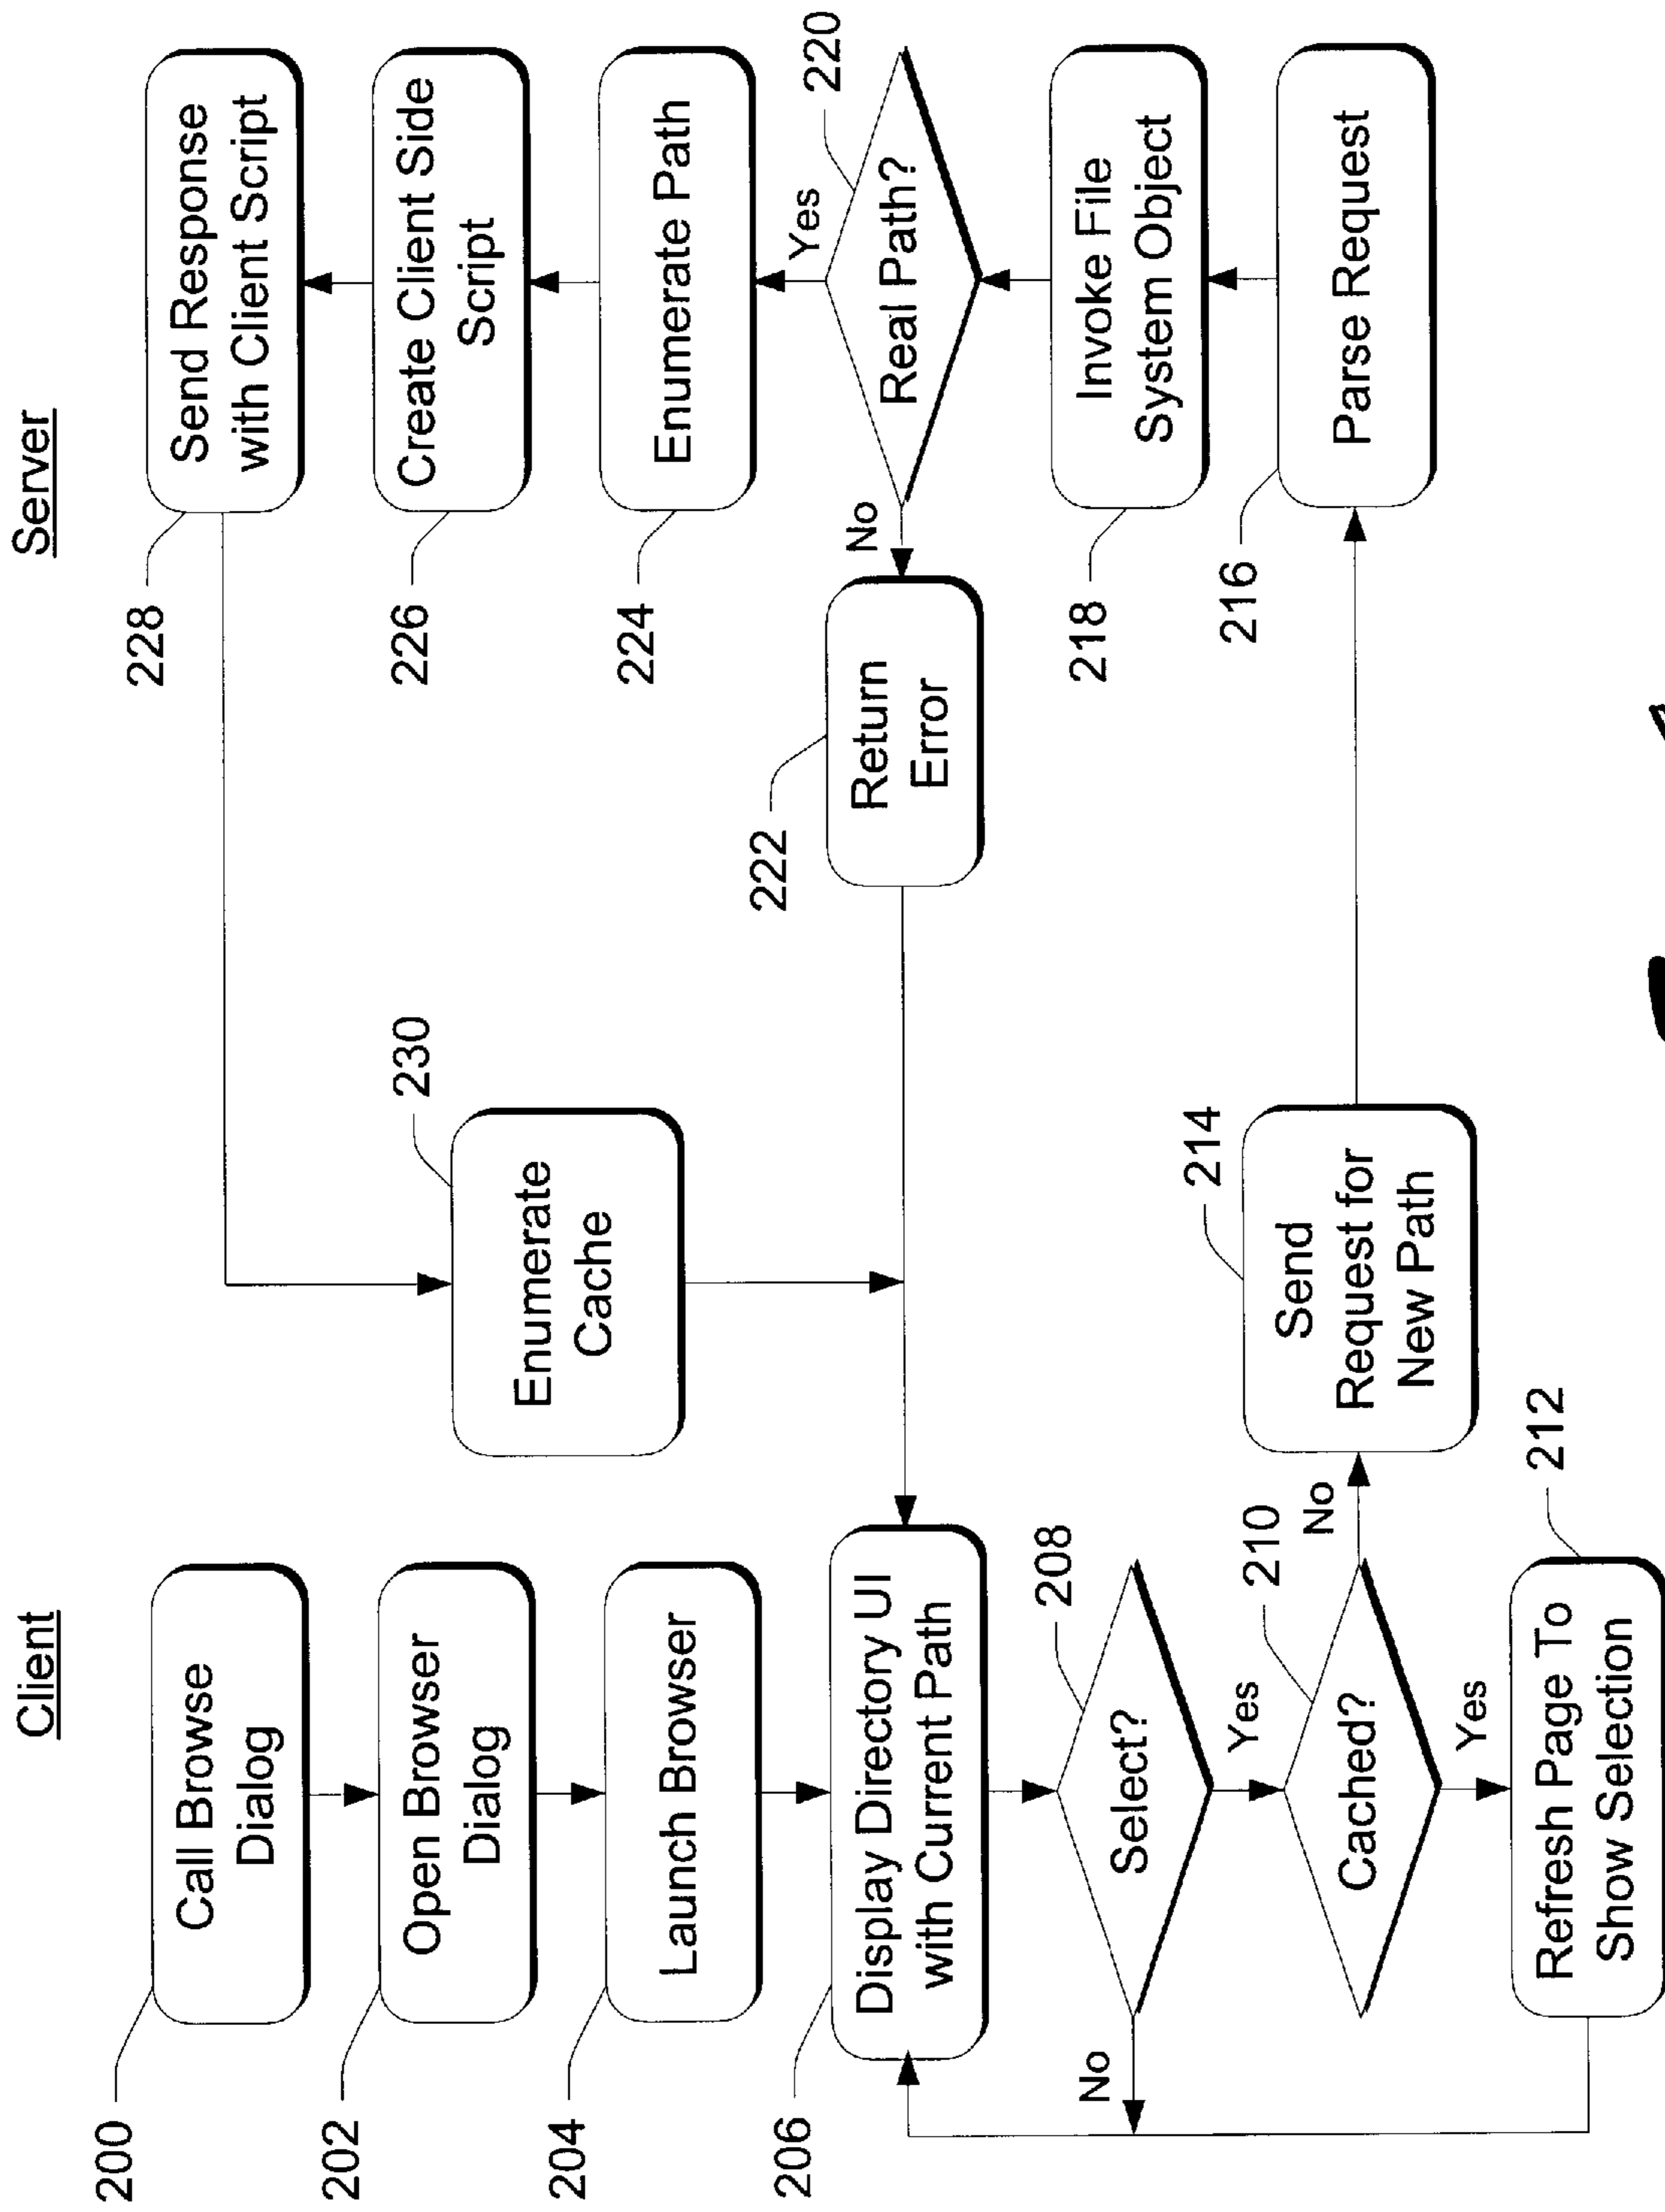 Client
Server
200
Call Browse
Dialog
202
Open Browser
Dialog
204
Launch Browser
206
Display Directory UI
with Current Path
208
Select?
No
Yes
210
Cached?
No
Yes
212
Refresh Page To
Show Selection
214
Send
Request for
New Path
216
Parse Request
218
Invoke File
System Object
220
Real Path?
No
Yes
222
Return
Error
224
Enumerate Path
226
Create Client Side
Script
228
Send Response
with Client Script
230
Enumerate
Cache